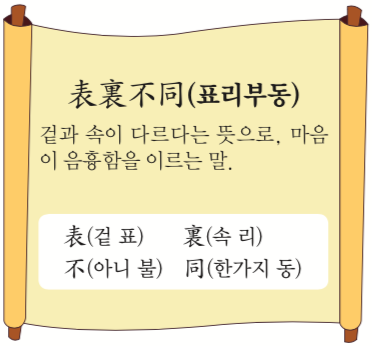 表裏不同(표리부동)
겉과 속이 다르다는 뜻으로, 마음
이 음흉함을 이르는 말.
表(겉 표) 裏(속 리)
不(아니 불) 同(한가지 동)